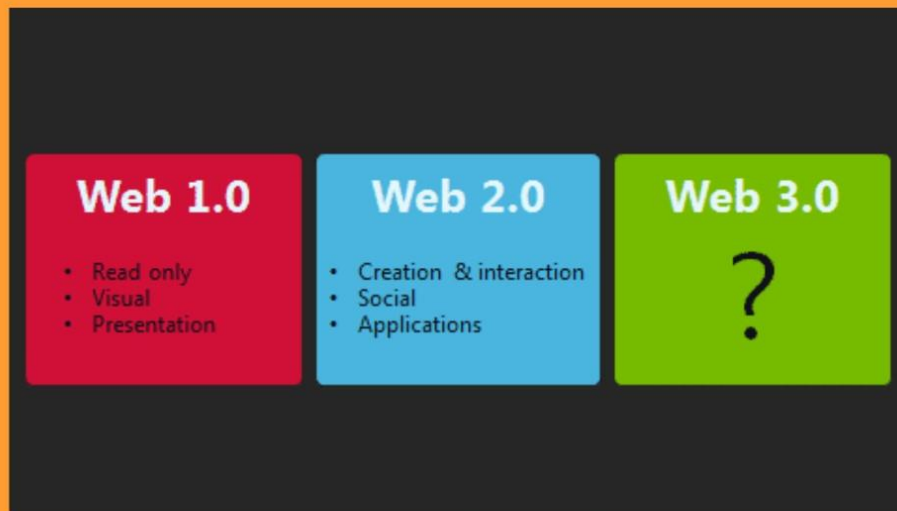 Web 1.0
• Read only
• Visual
• Presentation
Web 2.0
• Creation & interaction
• Social
• Applications
Web 3.0
?